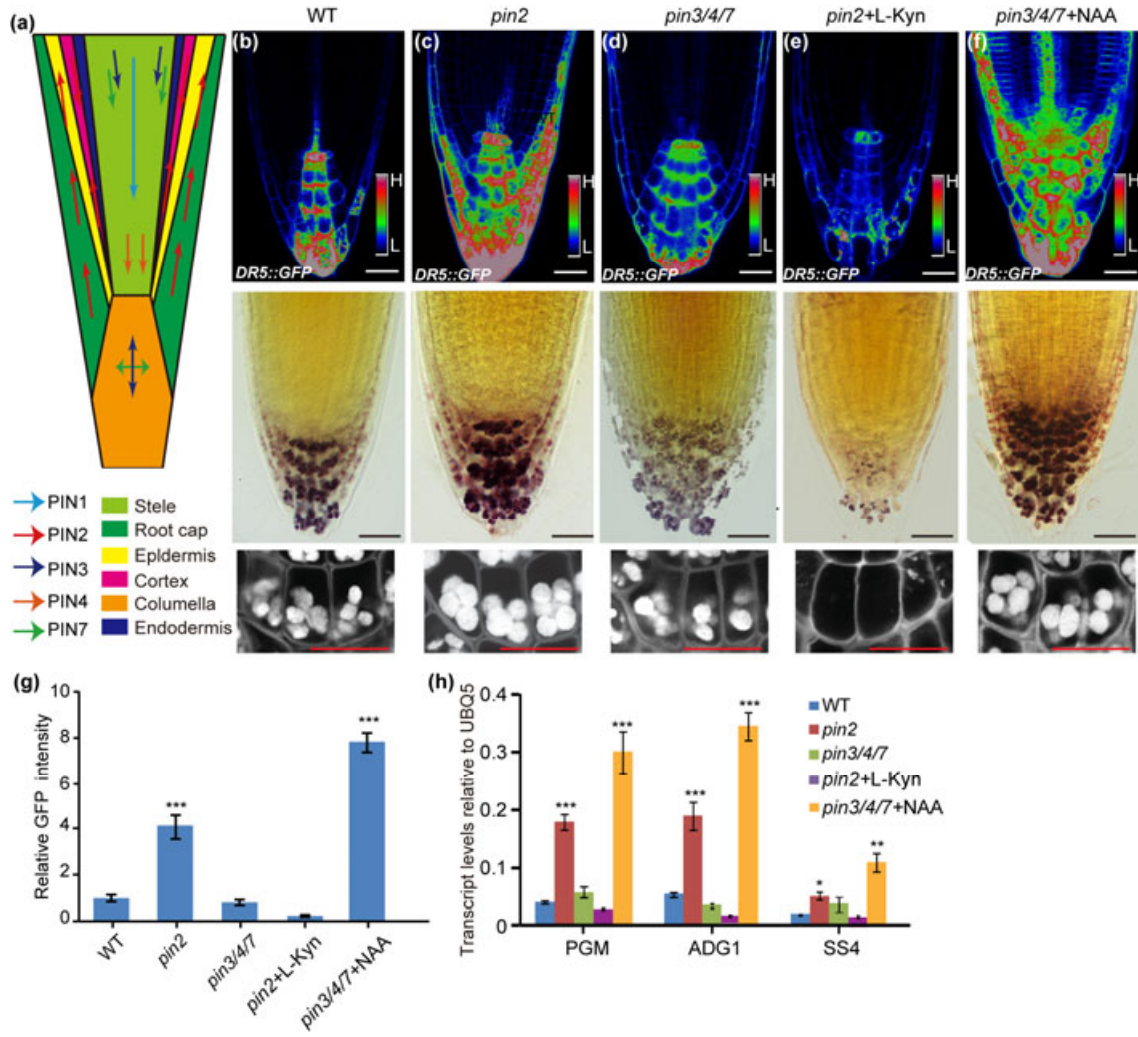 WT pin2 pin3/4/7 pin2+L-Kyn pin3/4/7+NAA
(a)
(b) (c) (d) (e) (f)
H H H H H
L L L L L
DR5::GFP DR5::GFP DR5::GFP DR5::GFP DR5::GFP
PIN1 Stele
PIN2 Root cap
PIN3 Epldermis
PIN4 Cortex
PIN7 Columella
Endodermis
(g)
Relative GFP intensity
10
8
6
4
2
0
***
***
WT pin2 pin3/4/7 pin2+L-Kyn pin3/4/7+NAA
(h)
Transcript levels relative to UBQ5
0.4
0.3
0.2
0.1
0
*** *** *** *** * **
WT
pin2
pin3/4/7
pin2+L-Kyn
pin3/4/7+NAA
PGM ADG1 SS4